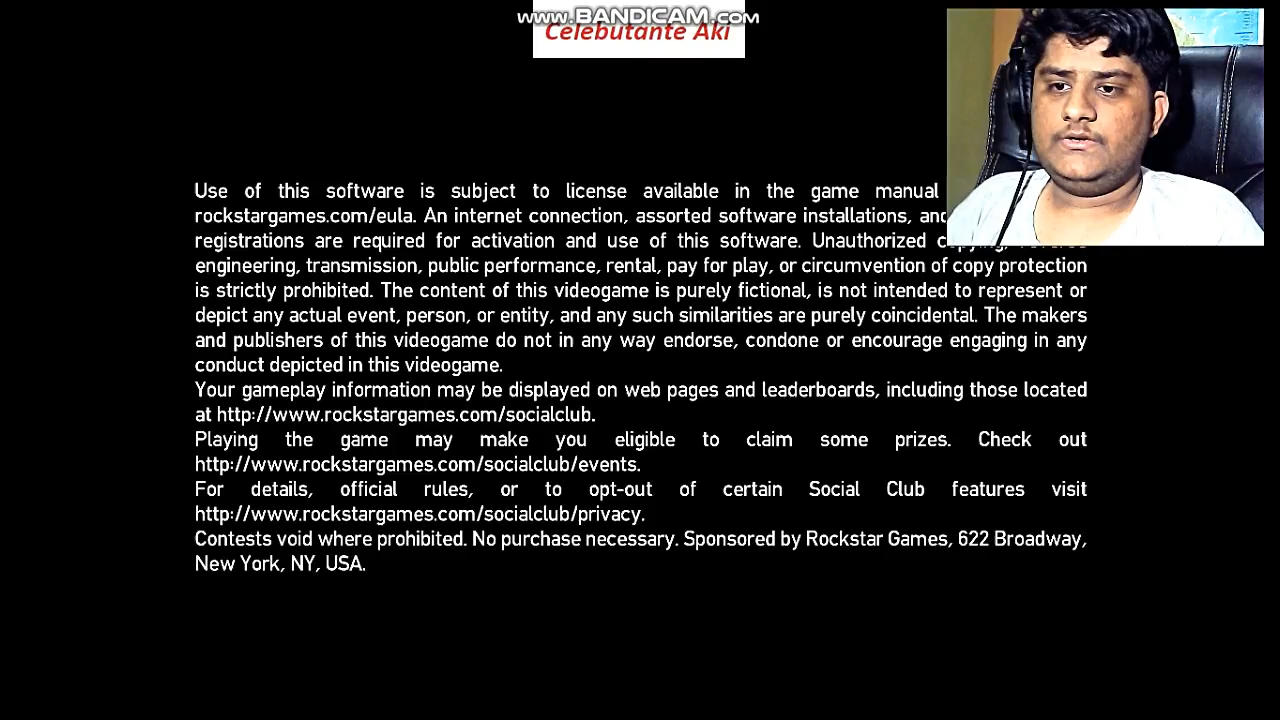 www.BANDICAM.com
Celebutante Aki
Use of this software is subject to license available in the game manual
rockstargames.com/eula. An internet connection, assorted software installations, and
registrations are required for activation and use of this software. Unauthorized copying, reverse
engineering, transmission, public performance, rental, pay for play, or circumvention of copy protection
is strictly prohibited. The content of this videogame is purely fictional, is not intended to represent or
depict any actual event, person, or entity, and any such similarities are purely coincidental. The makers
and publishers of this videogame do not in any way endorse, condone or encourage engaging in any
conduct depicted in this videogame.
Your gameplay information may be displayed on web pages and leaderboards, including those located
at http://www.rockstargames.com/socialclub.
Playing the game may make you eligible to claim some prizes. Check out
http://www.rockstargames.com/socialclub/events.
For details, official rules, or to opt-out of certain Social Club features visit
http://www.rockstargames.com/socialclub/privacy.
Contests void where prohibited. No purchase necessary. Sponsored by Rockstar Games, 622 Broadway,
New York, NY, USA.